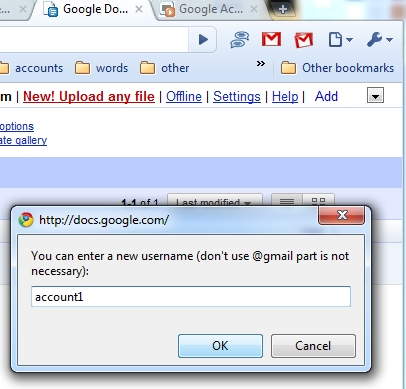 Google Do...
Google Ac...
accounts words other » Other bookmarks
m | New! Upload any file | Offline | Settings | Help | Add
options
ate gallery
1-1 of 1 Last modified
http://docs.google.com/
You can enter a new username (don't use @gmail part is not
necessary):
account1
OK Cancel